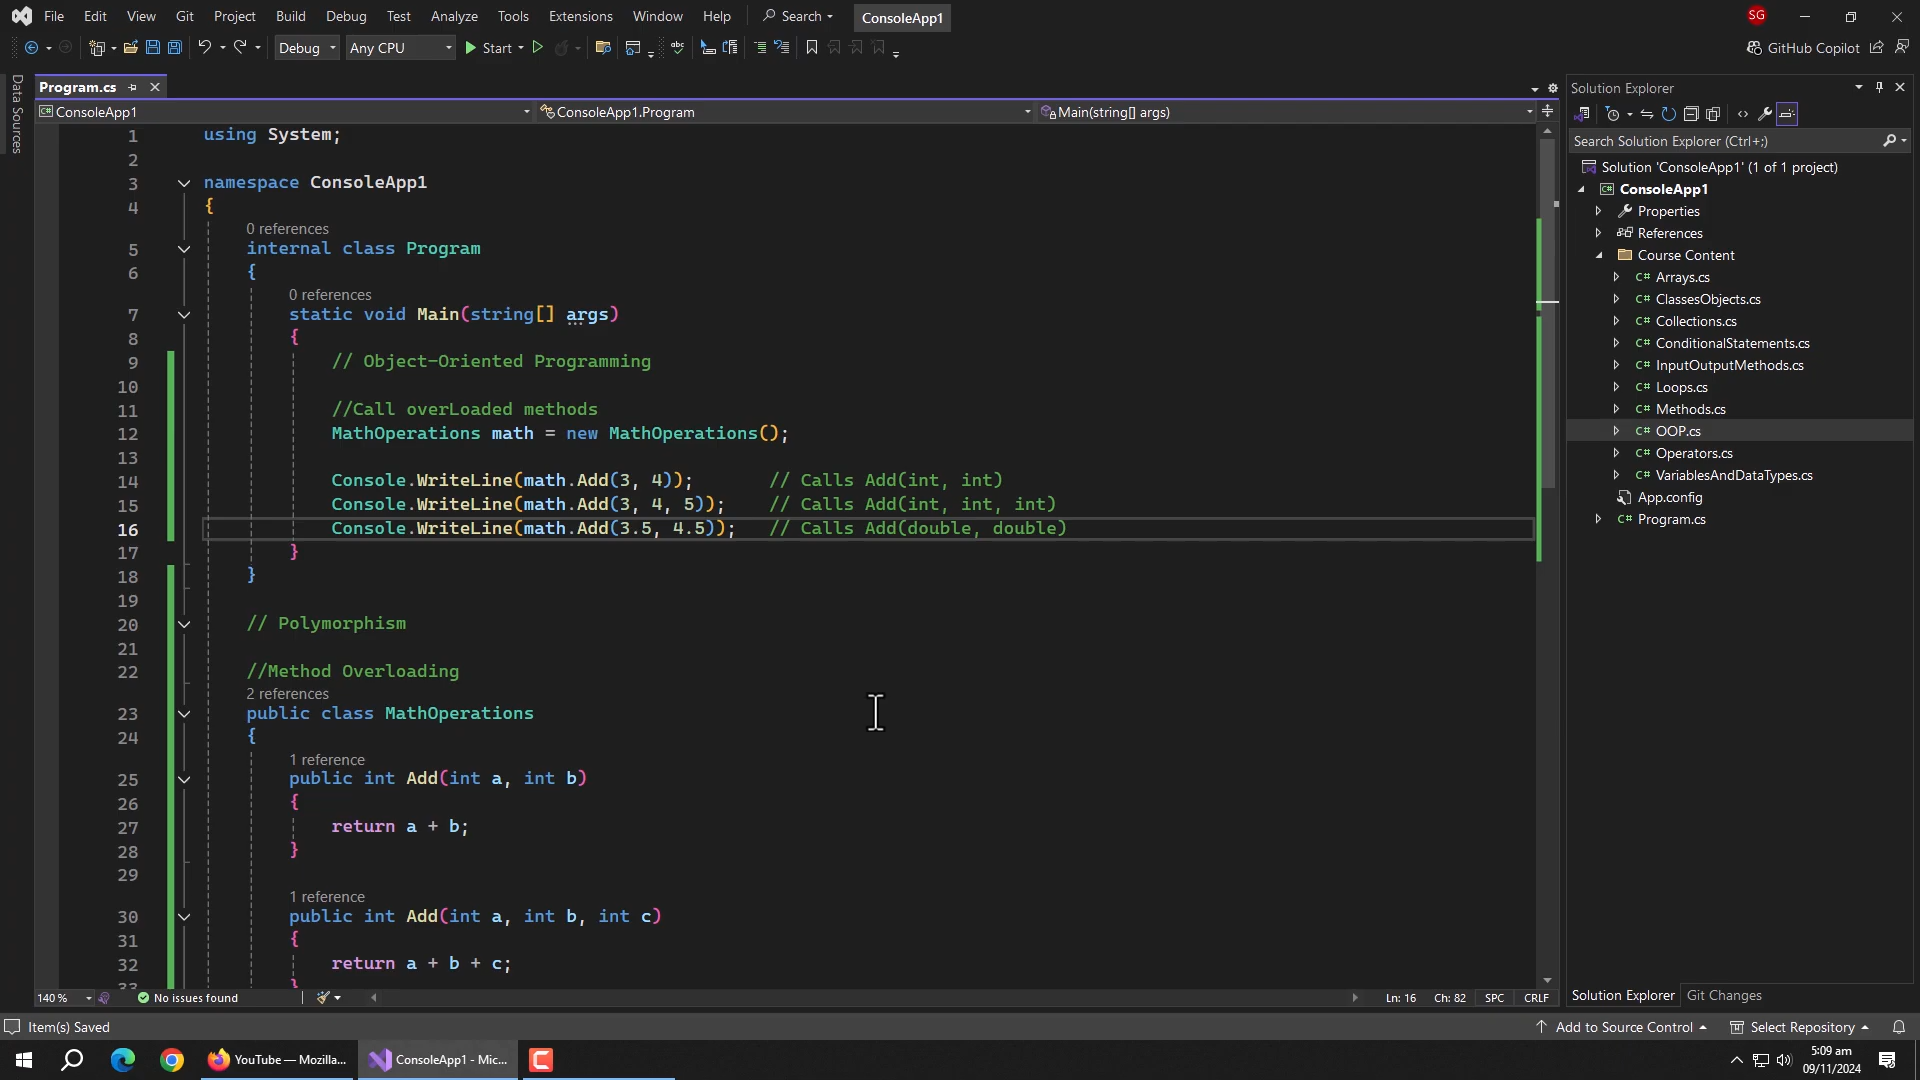 File Edit View Git Project Build Debug Test Analyze Tools Extensions Window Help Search ConsoleApp1 SG
Debug Any CPU Start GitHub Copilot
Data Sources
Program.cs
ConsoleApp1 ConsoleApp1.Program Main(string[] args)
1 using System;
2
3 namespace ConsoleApp1
4 {
0 references
5 internal class Program
6 {
0 references
7 static void Main(string[] args)
8 {
9 // Object-Oriented Programming
10
11 //Call overLoaded methods
12 MathOperations math = new MathOperations();
13
14 Console.WriteLine(math.Add(3, 4)); // Calls Add(int, int)
15 Console.WriteLine(math.Add(3, 4, 5)); // Calls Add(int, int, int)
16 Console.WriteLine(math.Add(3.5, 4.5)); // Calls Add(double, double)
17 }
18 }
19
20 // Polymorphism
21
22 //Method Overloading
2 references
23 public class MathOperations
24 {
1 reference
25 public int Add(int a, int b)
26 {
27 return a + b;
28 }
29
1 reference
30 public int Add(int a, int b, int c)
31 {
32 return a + b + c;
33 }
140 % No issues found Ln: 16 Ch: 82 SPC CRLF
Solution Explorer
Search Solution Explorer (Ctrl+;)
Solution 'ConsoleApp1' (1 of 1 project)
C# ConsoleApp1
Properties
References
Course Content
C# Arrays.cs
C# ClassesObjects.cs
C# Collections.cs
C# ConditionalStatements.cs
C# InputOutputMethods.cs
C# Loops.cs
C# Methods.cs
C# OOP.cs
C# Operators.cs
C# VariablesAndDataTypes.cs
App.config
C# Program.cs
Solution Explorer Git Changes
Item(s) Saved Add to Source Control Select Repository
YouTube — Mozilla... ConsoleApp1 - Mic... 5:09 am
09/11/2024